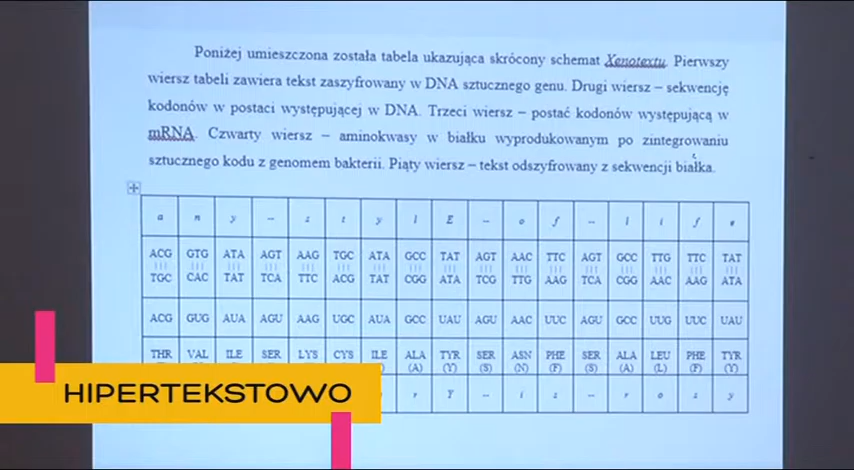 Poniżej umieszczona została tabela ukazująca skrócony schemat Xenotextu. Pierwszy
wiersz tabeli zawiera tekst zaszyfrowany w DNA sztucznego genu. Drugi wiersz – sekwencję
kodonów w postaci występującej w DNA. Trzeci wiersz – postać kodonów występującą w
mRNA. Czwarty wiersz – aminokwasy w białku wyprodukowanym po zintegrowaniu
sztucznego kodu z genomem bakterii. Piąty wiersz – tekst odszyfrowany z sekwencji białka.
a n y – s t y l E – o f – l i f e
ACG GTG ATA AGT AAG TGC ATA GCC TAT AGT AAC TTC AGT GCC TTG TTC TAT
TGC CAC TAT TCA TTC ACG TAT CGG ATA TCG TTG AAG TCA CGG AAC AAG ATA
ACG GUG AUA AGU AAG UGC AUA GCC UAU AGU AAC UUC AGU GCC UUG UUC UAU
THR VAL ILE SER LYS CYS ILE ALA TYR SER ASN PHE SER ALA LEU PHE TYR
(A) (Y) (S) (N) (F) (S) (A) (L) (F) (Y)
r Y – i s – r o s y
HIPERTEKSTOWO